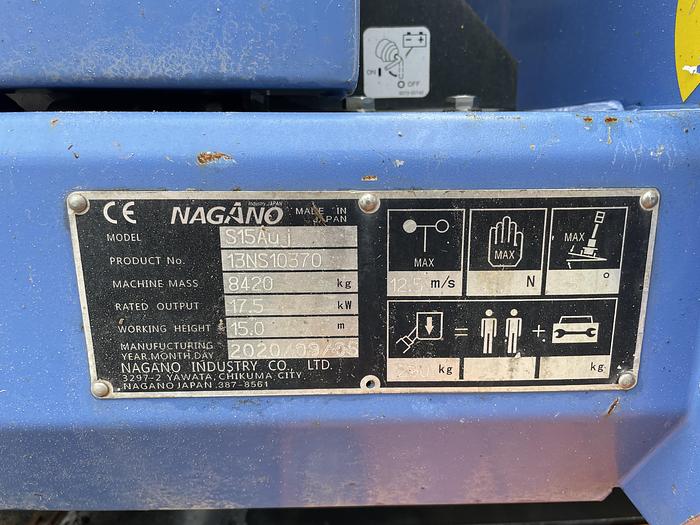 ON
OFF
CE NAGANO Industry JAPAN MADE IN JAPAN
MODEL S15Auj
PRODUCT No. 13NS10370
MACHINE MASS 8420 kg
RATED OUTPUT 17.5 kW
WORKING HEIGHT 15.0 m
MANUFACTURING
YEAR.MONTH.DAY 2020/09/
NAGANO INDUSTRY CO., LTD.
3297-2 YAWATA, CHIKUMA-CITY,
NAGANO JAPAN. 387-8561
MAX
12.5 m/s
MAX
N
MAX
°
= +
kg kg